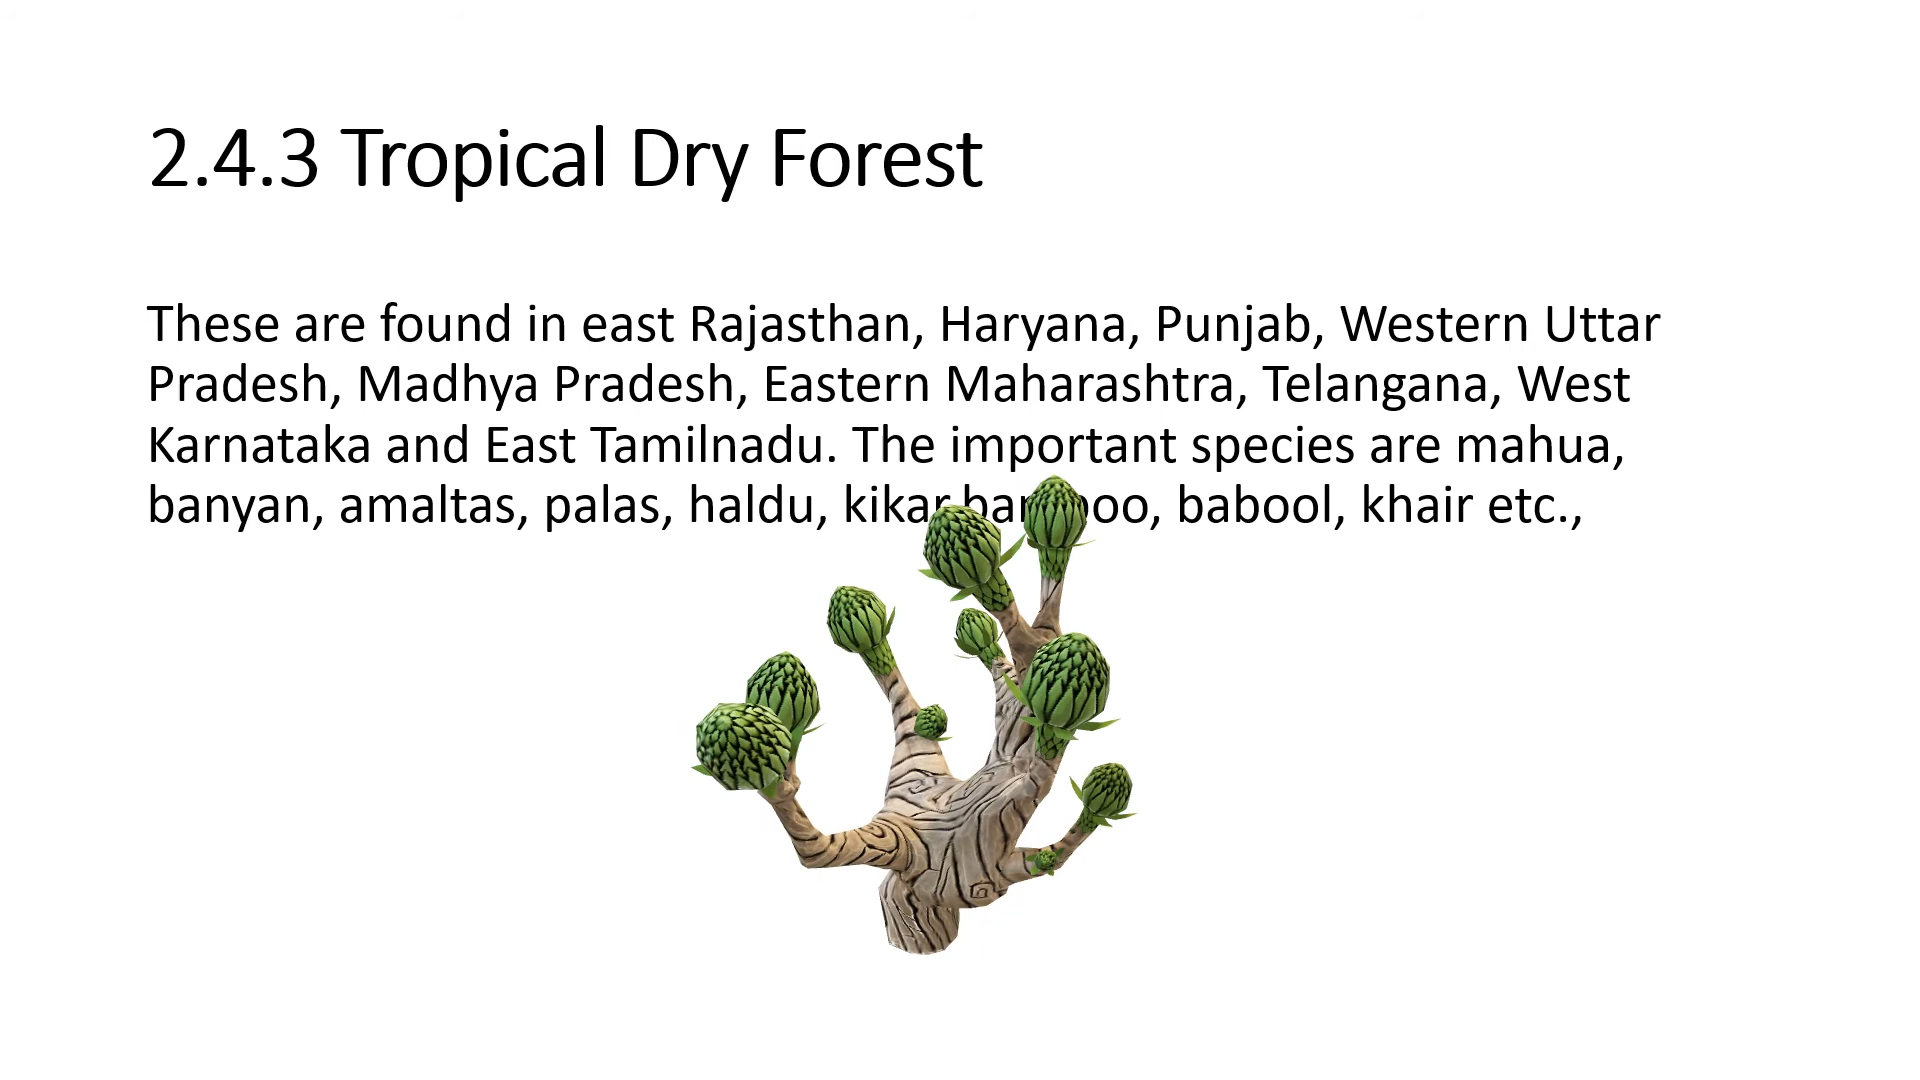 2.4.3 Tropical Dry Forest
These are found in east Rajasthan, Haryana, Punjab, Western Uttar
Pradesh, Madhya Pradesh, Eastern Maharashtra, Telangana, West
Karnataka and East Tamilnadu. The important species are mahua,
banyan, amaltas, palas, haldu, kikar bamboo, babool, khair etc.,